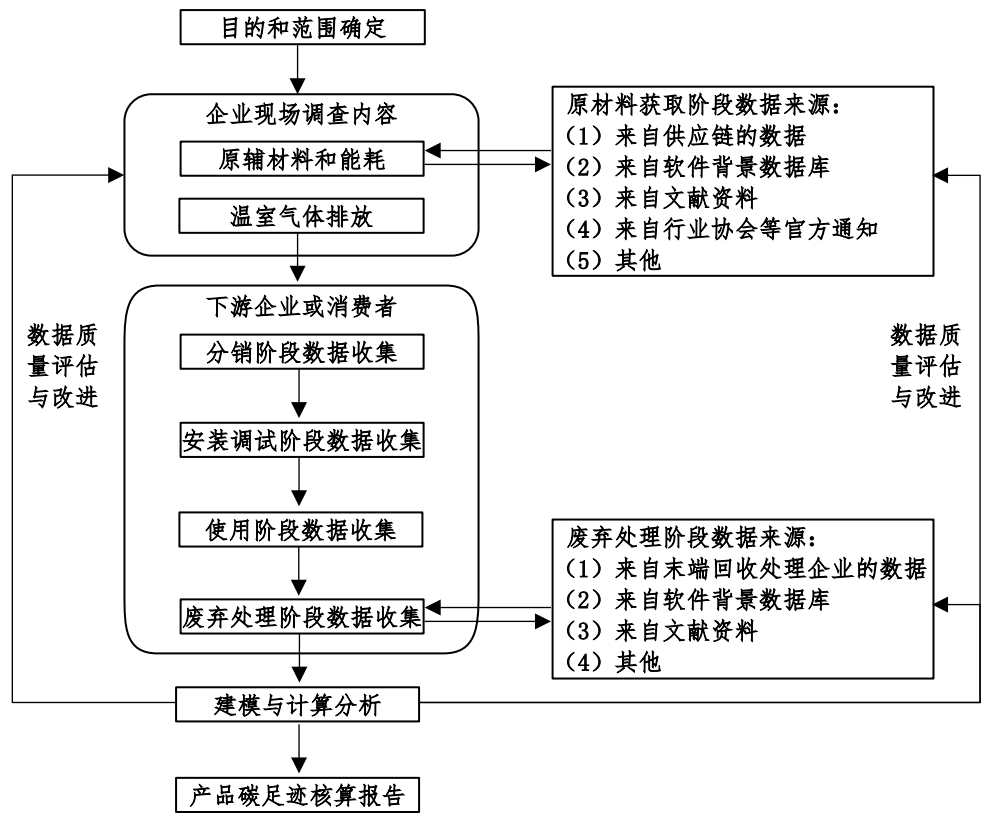 目的和范围确定
企业现场调查内容
原辅材料和能耗
温室气体排放
原材料获取阶段数据来源：
（1）来自供应链的数据
（2）来自软件背景数据库
（3）来自文献资料
（4）来自行业协会等官方通知
（5）其他
下游企业或消费者
分销阶段数据收集
安装调试阶段数据收集
使用阶段数据收集
废弃处理阶段数据收集
数据质
量评估
与改进
数据质
量评估
与改进
废弃处理阶段数据来源：
（1）来自末端回收处理企业的数据
（2）来自软件背景数据库
（3）来自文献资料
（4）其他
建模与计算分析
产品碳足迹核算报告